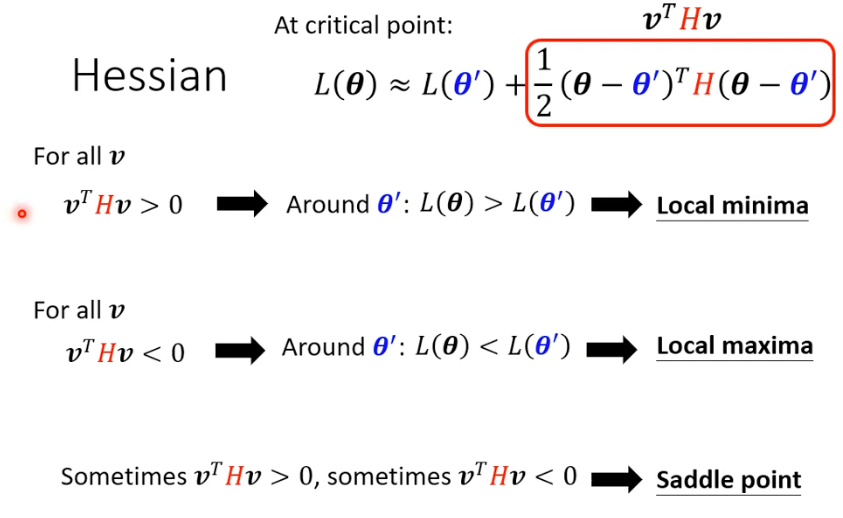 At critical point:
𝒗ᵀH𝒗
Hessian
L(𝜽) ≈ L(𝜽′) + 1/2 (𝜽 − 𝜽′)ᵀH(𝜽 − 𝜽′)
For all 𝒗
𝒗ᵀH𝒗 > 0 ➡ Around 𝜽′: L(𝜽) > L(𝜽′) ➡ Local minima
For all 𝒗
𝒗ᵀH𝒗 < 0 ➡ Around 𝜽′: L(𝜽) < L(𝜽′) ➡ Local maxima
Sometimes 𝒗ᵀH𝒗 > 0, sometimes 𝒗ᵀH𝒗 < 0 ➡ Saddle point